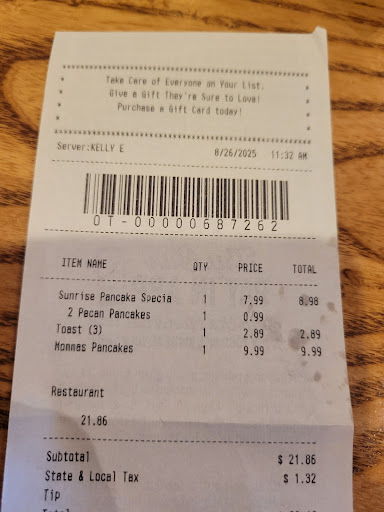 Take Care of Everyone on Your List.
Give a Gift They're Sure to Love!
Purchase a Gift Card today!
Server:KELLY E 8/26/2025 11:32 AM
OT-00000687262
ITEM NAME QTY PRICE TOTAL
Sunrise Pancake Specia 1 7.99 8.98
2 Pecan Pancakes 1 0.99
Toast (3) 1 2.89 2.89
Mommas Pancakes 1 9.99 9.99
Restaurant
21.86
Subtotal $ 21.86
State & Local Tax $ 1.32
Tip